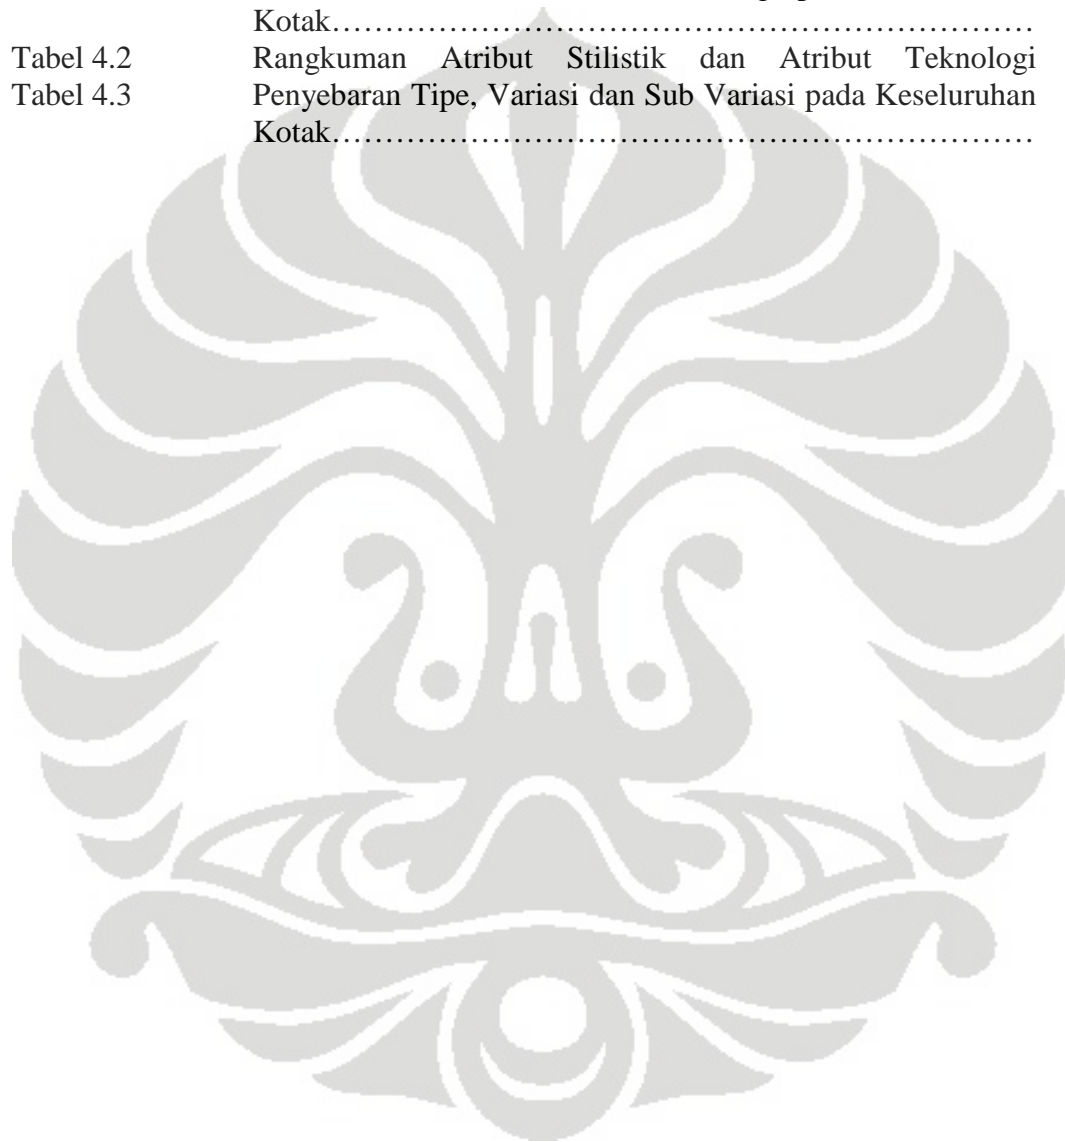 Kotak……………………………………………………………
Tabel 4.2 Rangkuman Atribut Stilistik dan Atribut Teknologi
Tabel 4.3 Penyebaran Tipe, Variasi dan Sub Variasi pada Keseluruhan
Kotak……………………………………………………………